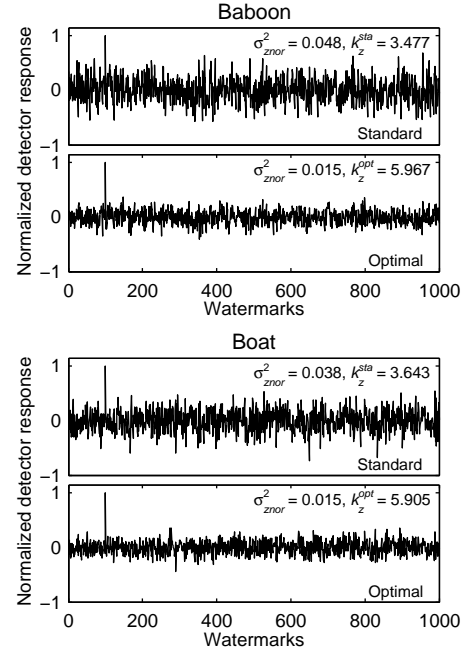 Baboon
Normalized detector response
1
σ²znor = 0.048, kzsta = 3.477
0
Standard
−1
1
σ²znor = 0.015, kzopt = 5.967
0
Optimal
−1
0 200 400 600 800 1000
Watermarks
Boat
Normalized detector response
1
σ²znor = 0.038, kzsta = 3.643
0
Standard
−1
1
σ²znor = 0.015, kzopt = 5.905
0
Optimal
−1
0 200 400 600 800 1000
Watermarks